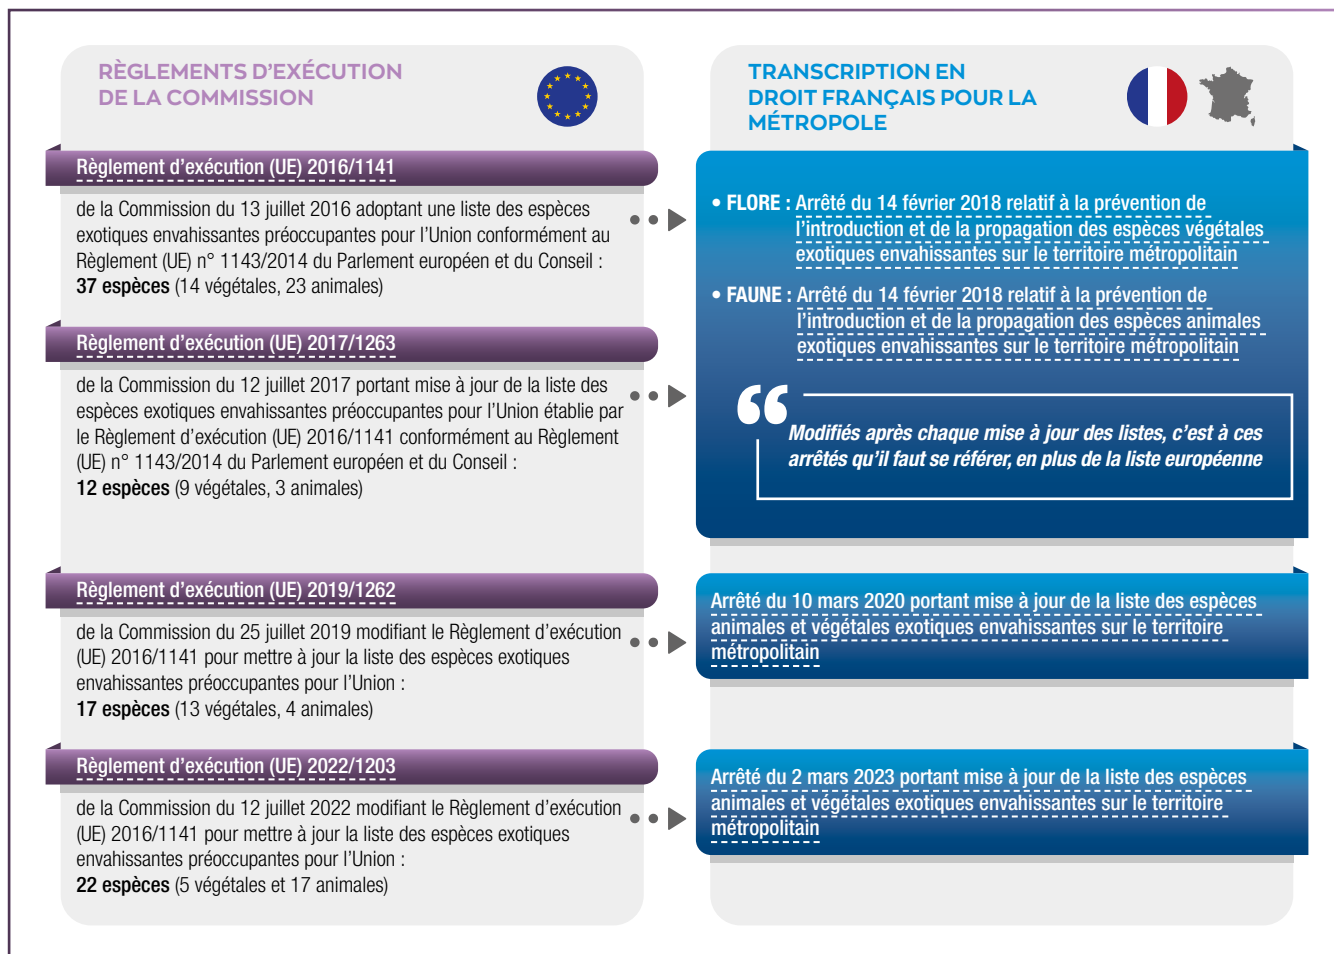 RÈGLEMENTS D'EXÉCUTION
DE LA COMMISSION
Règlement d'exécution (UE) 2016/1141
de la Commission du 13 juillet 2016 adoptant une liste des espèces
exotiques envahissantes préoccupantes pour l'Union conformément au
Règlement (UE) n° 1143/2014 du Parlement européen et du Conseil :
37 espèces (14 végétales, 23 animales)
Règlement d'exécution (UE) 2017/1263
de la Commission du 12 juillet 2017 portant mise à jour de la liste des
espèces exotiques envahissantes préoccupantes pour l'Union établie par
le Règlement d'exécution (UE) 2016/1141 conformément au Règlement
(UE) n° 1143/2014 du Parlement européen et du Conseil :
12 espèces (9 végétales, 3 animales)
Règlement d'exécution (UE) 2019/1262
de la Commission du 25 juillet 2019 modifiant le Règlement d'exécution
(UE) 2016/1141 pour mettre à jour la liste des espèces exotiques
envahissantes préoccupantes pour l'Union :
17 espèces (13 végétales, 4 animales)
Règlement d'exécution (UE) 2022/1203
de la Commission du 12 juillet 2022 modifiant le Règlement d'exécution
(UE) 2016/1141 pour mettre à jour la liste des espèces exotiques
envahissantes préoccupantes pour l'Union :
22 espèces (5 végétales et 17 animales)
TRANSCRIPTION EN
DROIT FRANÇAIS POUR LA
MÉTROPOLE
• FLORE : Arrêté du 14 février 2018 relatif à la prévention de
l'introduction et de la propagation des espèces végétales
exotiques envahissantes sur le territoire métropolitain
• FAUNE : Arrêté du 14 février 2018 relatif à la prévention de
l'introduction et de la propagation des espèces animales
exotiques envahissantes sur le territoire métropolitain
“
Modifiés après chaque mise à jour des listes, c'est à ces
arrêtés qu'il faut se référer, en plus de la liste européenne
Arrêté du 10 mars 2020 portant mise à jour de la liste des espèces
animales et végétales exotiques envahissantes sur le territoire
métropolitain
Arrêté du 2 mars 2023 portant mise à jour de la liste des espèces
animales et végétales exotiques envahissantes sur le territoire
métropolitain